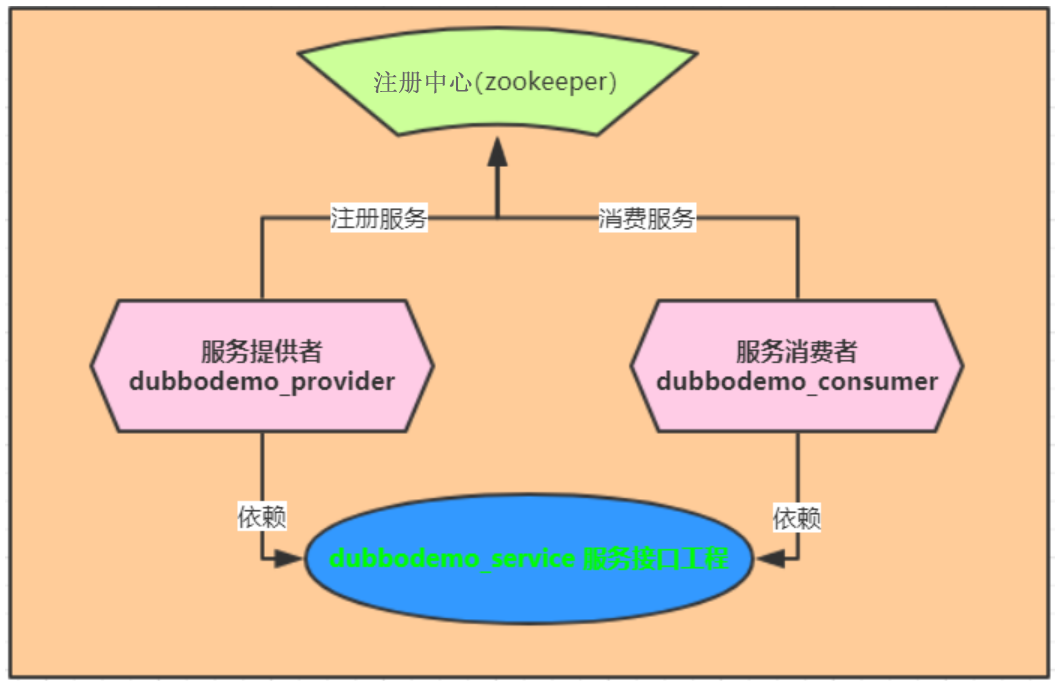 注册中心(zookeeper)
注册服务
消费服务
服务提供者
dubbodemo_provider
服务消费者
dubbodemo_consumer
依赖
依赖
dubbodemo_service 服务接口工程